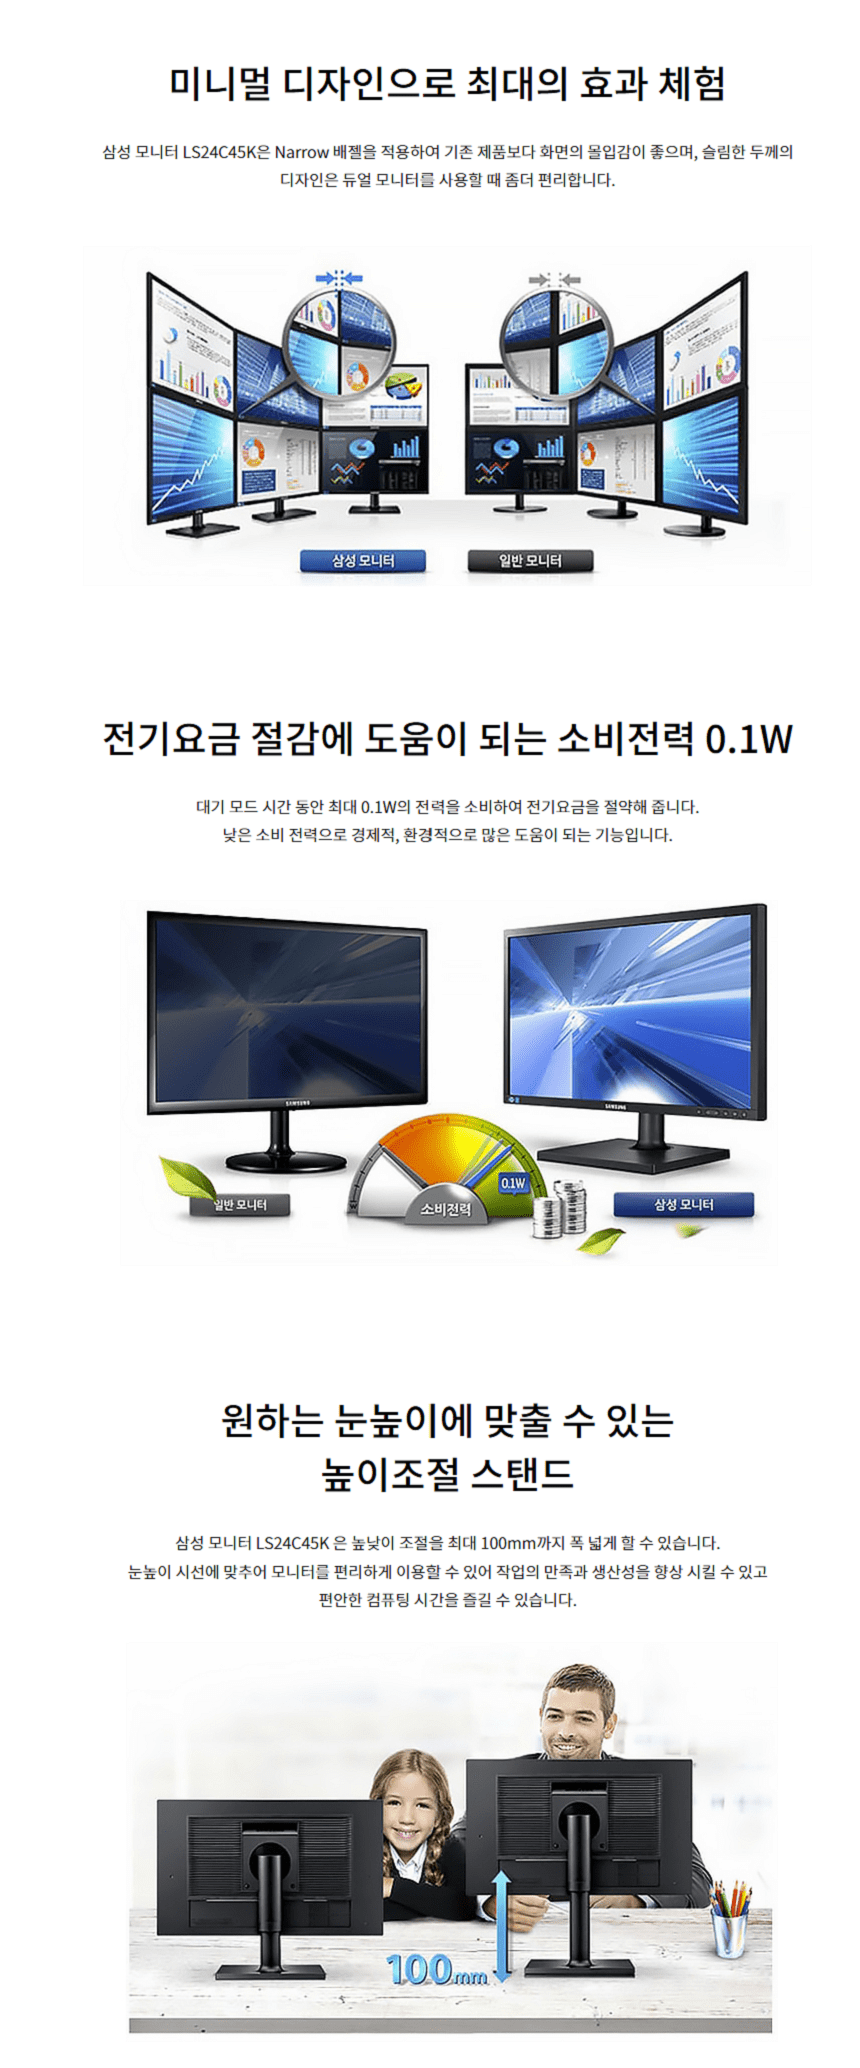 미니멀 디자인으로 최대의 효과 체험
삼성 모니터 LS24C45K은 Narrow 배젤을 적용하여 기존 제품보다 화면의 몰입감이 좋으며, 슬림한 두께의
디자인은 듀얼 모니터를 사용할 때 좀더 편리합니다.
삼성 모니터
일반 모니터
전기요금 절감에 도움이 되는 소비전력 0.1W
대기 모드 시간 동안 최대 0.1W의 전력을 소비하여 전기요금을 절약해 줍니다.
낮은 소비 전력으로 경제적, 환경적으로 많은 도움이 되는 기능입니다.
SAMSUNG
SAMSUNG
0.1W
일반 모니터
소비전력
삼성 모니터
원하는 눈높이에 맞출 수 있는
높이조절 스탠드
삼성 모니터 LS24C45K 은 높낮이 조절을 최대 100mm까지 폭 넓게 할 수 있습니다.
눈높이 시선에 맞추어 모니터를 편리하게 이용할 수 있어 작업의 만족과 생산성을 향상 시킬 수 있고
편안한 컴퓨팅 시간을 즐길 수 있습니다.
100mm